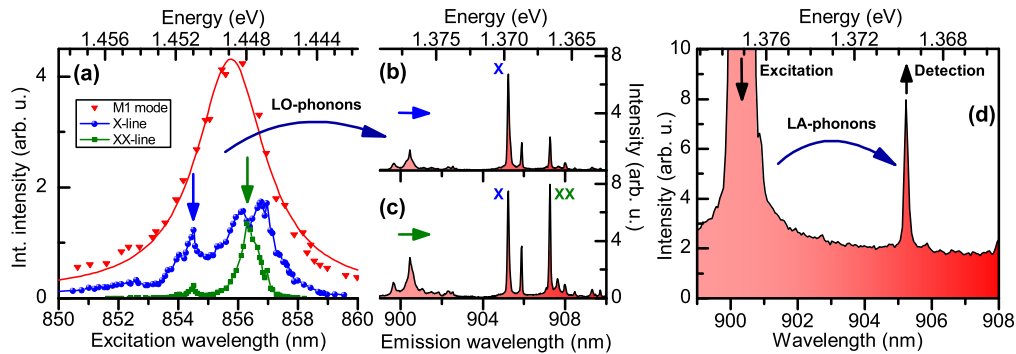 Energy (eV)
1.456 1.452 1.448 1.444
Energy (eV)
1.375 1.370 1.365
Energy (eV)
1.376 1.372 1.368
(a)
M1 mode
X-line
XX-line
LO-phonons
Int. intensity (arb. u.)
4
2
0
850 852 854 856 858 860
Excitation wavelength (nm)
(b)
X
8
4
0
(c)
X
XX
8
4
0
Intensity (arb. u.)
900 904 908
Emission wavelength (nm)
(d)
Excitation
Detection
LA-phonons
Intensity (arb. u.)
10
8
6
4
2
0
900 902 904 906 908
Wavelength (nm)